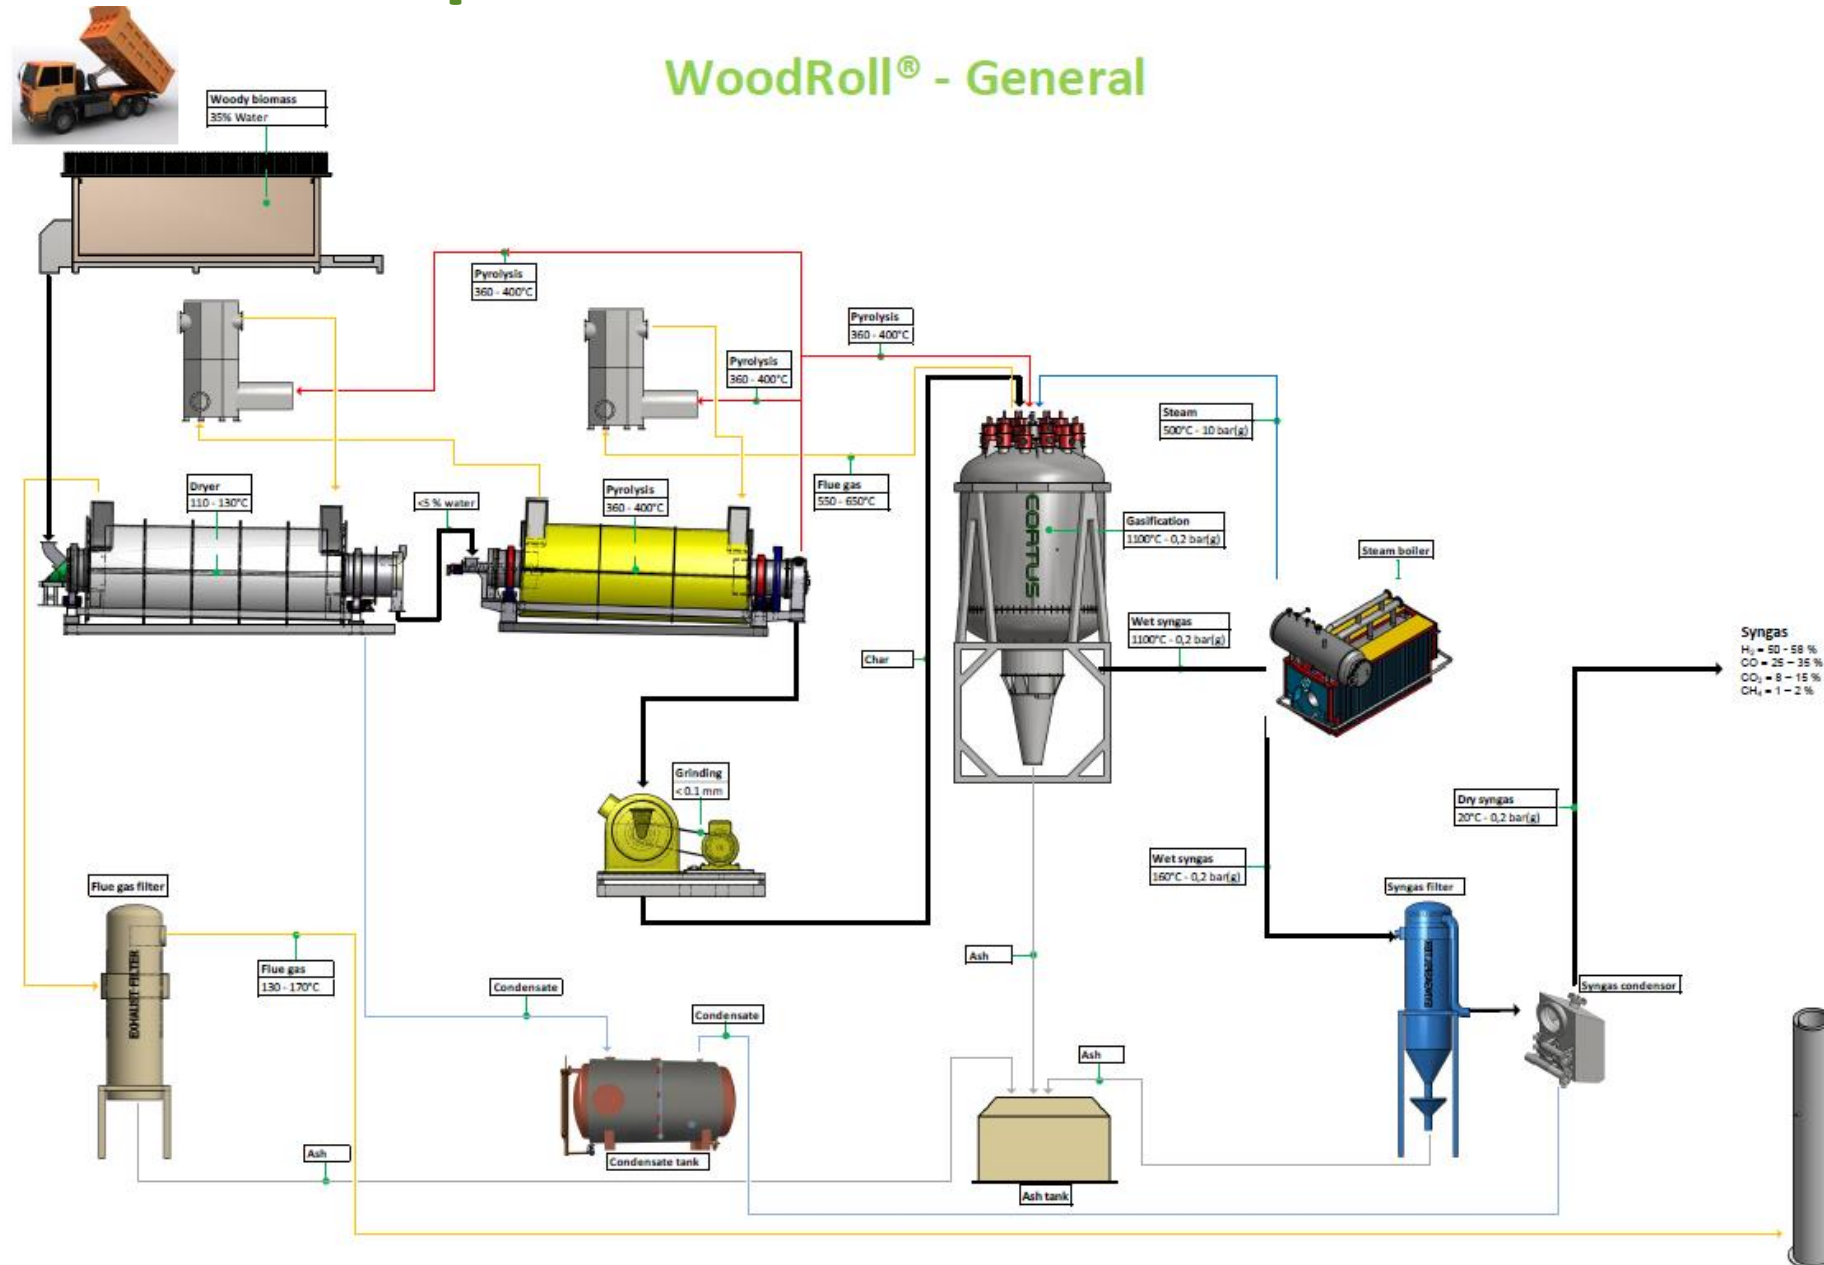 WoodRoll® - General
Woody biomass
35% Water
Pyrolysis
360 - 400°C
Pyrolysis
360 - 400°C
Pyrolysis
360 - 400°C
Steam
500°C - 10 bar(g)
Dryer
110 - 130°C
<5 % water
Pyrolysis
360 - 400°C
Flue gas
550 - 650°C
CORTUS
Gasification
1100°C - 0,2 bar(g)
Steam boiler
Wet syngas
1100°C - 0,2 bar(g)
Char
Syngas
H₂ = 50 - 58 %
CO = 25 – 35 %
CO₂ = 8 – 15 %
CH₄ = 1 – 2 %
Grinding
< 0.1 mm
Dry syngas
20°C - 0,2 bar(g)
Wet syngas
160°C - 0,2 bar(g)
Flue gas filter
Syngas filter
EXHAUST FILTER
Flue gas
130 - 170°C
Ash
Condensate
Syngas condensor
Condensate
Ash
Ash
Condensate tank
Ash tank